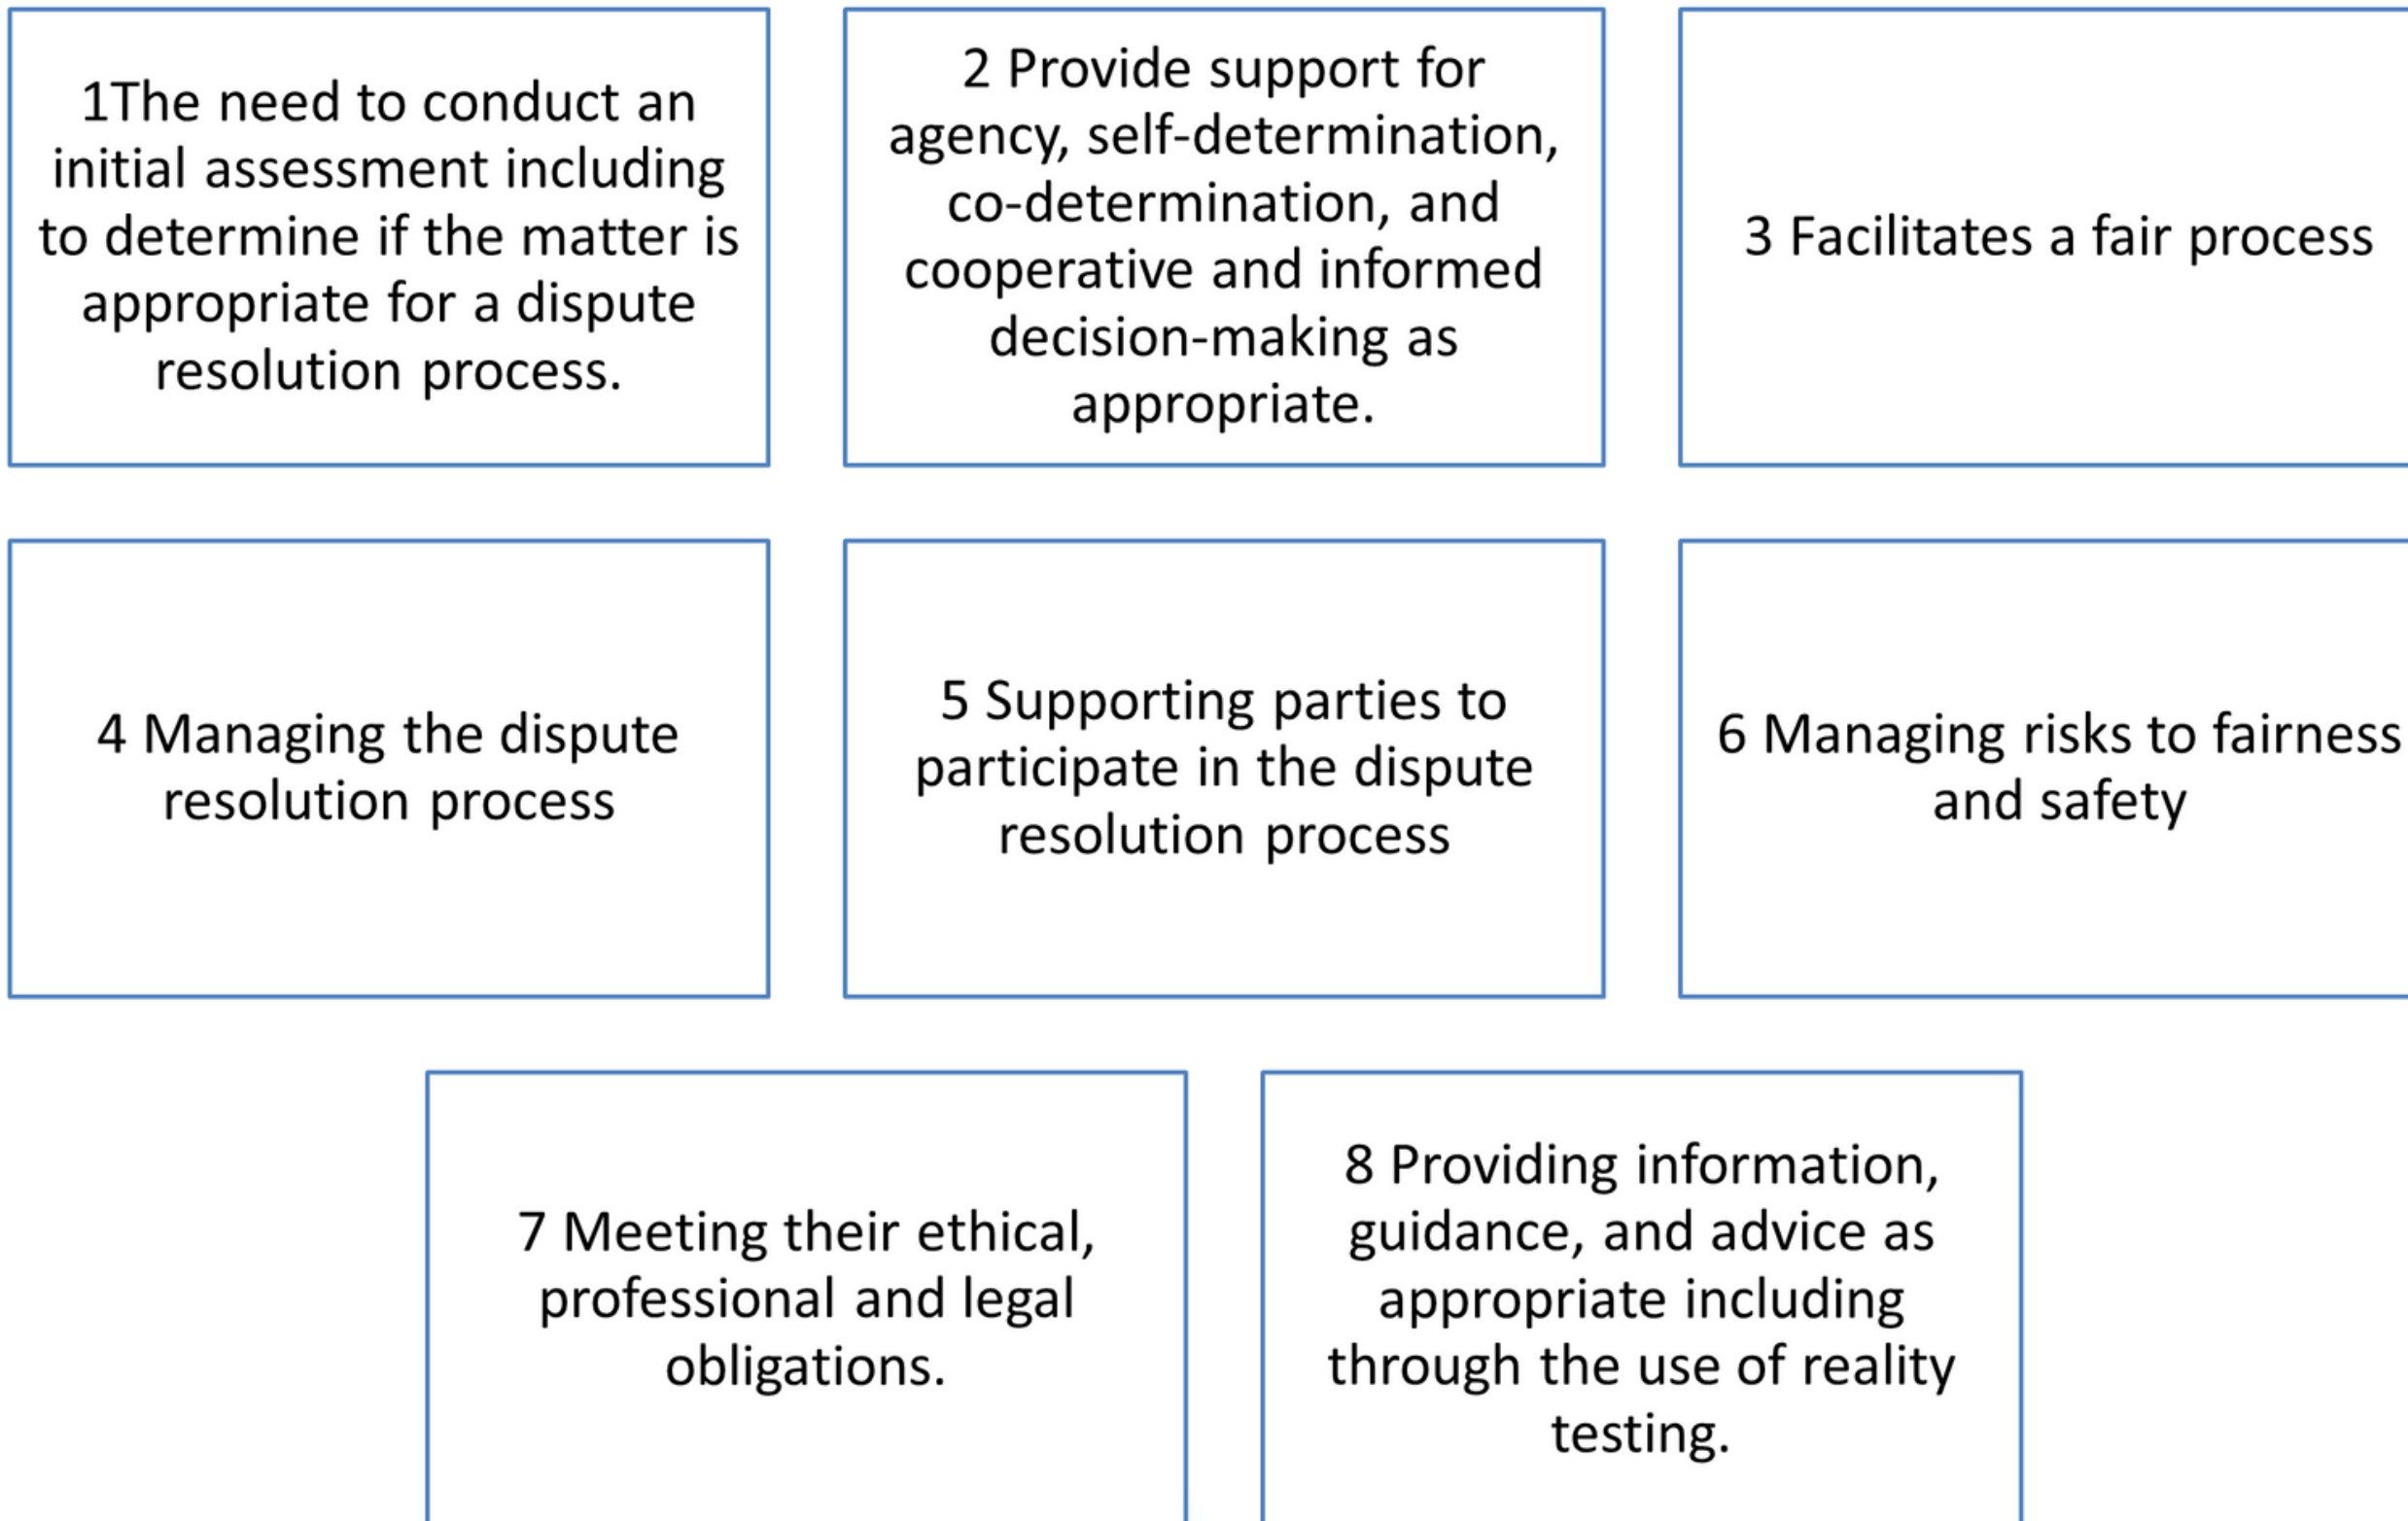 1The need to conduct an
initial assessment including
to determine if the matter is
appropriate for a dispute
resolution process.
2 Provide support for
agency, self-determination,
co-determination, and
cooperative and informed
decision-making as
appropriate.
3 Facilitates a fair process
4 Managing the dispute
resolution process
5 Supporting parties to
participate in the dispute
resolution process
6 Managing risks to fairness
and safety
7 Meeting their ethical,
professional and legal
obligations.
8 Providing information,
guidance, and advice as
appropriate including
through the use of reality
testing.